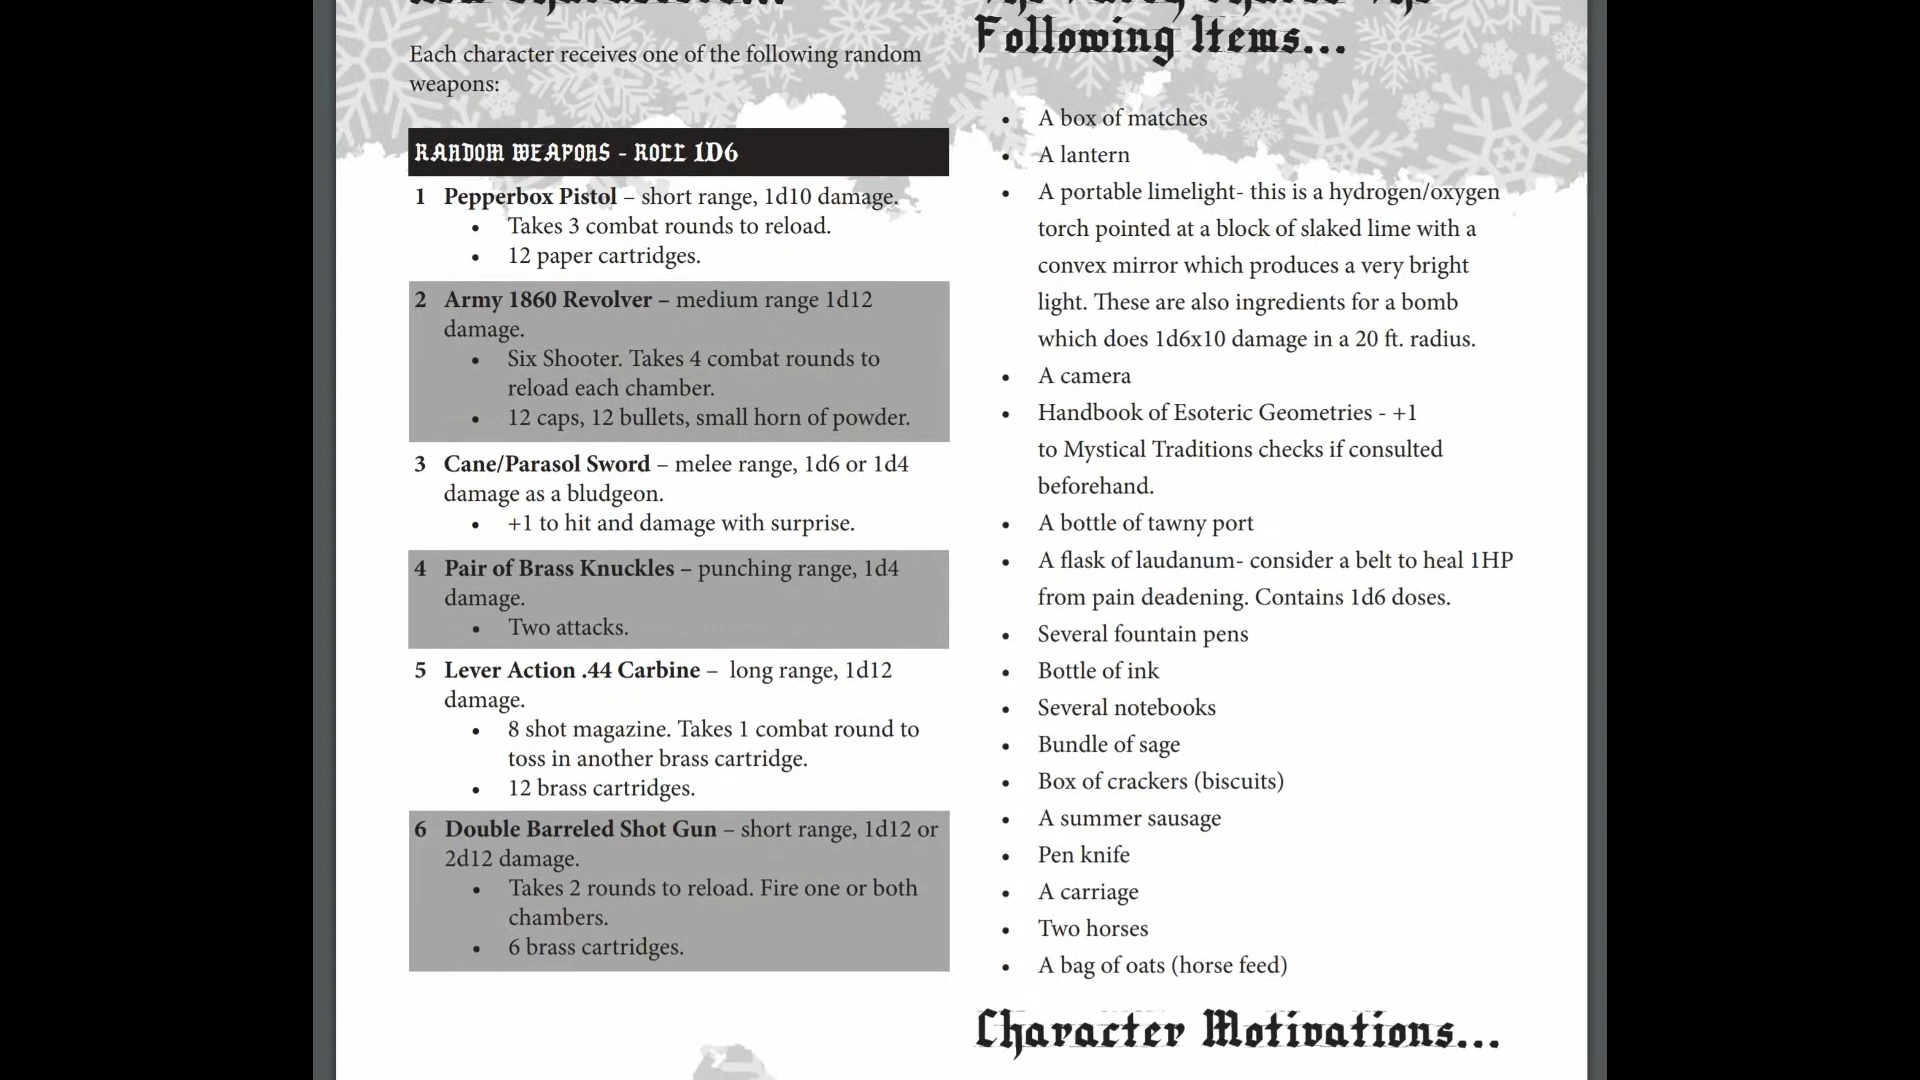 Each character receives one of the following random
weapons:
RANDOM WEAPONS - ROLL 1D6
1 Pepperbox Pistol – short range, 1d10 damage.
• Takes 3 combat rounds to reload.
• 12 paper cartridges.
2 Army 1860 Revolver – medium range 1d12
damage.
• Six Shooter. Takes 4 combat rounds to
reload each chamber.
• 12 caps, 12 bullets, small horn of powder.
3 Cane/Parasol Sword – melee range, 1d6 or 1d4
damage as a bludgeon.
• +1 to hit and damage with surprise.
4 Pair of Brass Knuckles – punching range, 1d4
damage.
• Two attacks.
5 Lever Action .44 Carbine – long range, 1d12
damage.
• 8 shot magazine. Takes 1 combat round to
toss in another brass cartridge.
• 12 brass cartridges.
6 Double Barreled Shot Gun – short range, 1d12 or
2d12 damage.
• Takes 2 rounds to reload. Fire one or both
chambers.
• 6 brass cartridges.
Following Items...
• A box of matches
• A lantern
• A portable limelight- this is a hydrogen/oxygen
torch pointed at a block of slaked lime with a
convex mirror which produces a very bright
light. These are also ingredients for a bomb
which does 1d6x10 damage in a 20 ft. radius.
• A camera
• Handbook of Esoteric Geometries - +1
to Mystical Traditions checks if consulted
beforehand.
• A bottle of tawny port
• A flask of laudanum- consider a belt to heal 1HP
from pain deadening. Contains 1d6 doses.
• Several fountain pens
• Bottle of ink
• Several notebooks
• Bundle of sage
• Box of crackers (biscuits)
• A summer sausage
• Pen knife
• A carriage
• Two horses
• A bag of oats (horse feed)
Character Motivations...